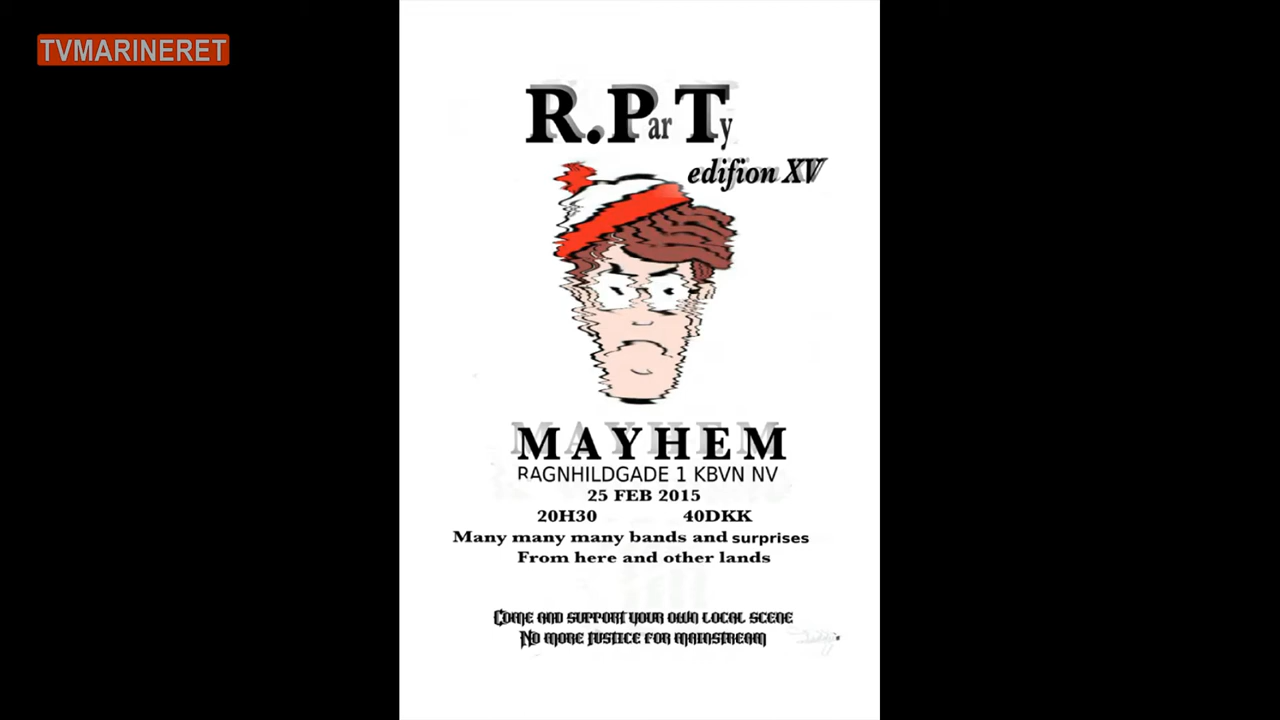 TVMARINERET
R.ParTy
edifion XV
MAYHEM
RAGNHILDGADE 1 KBVN NV
25 FEB 2015
20H30 40DKK
Many many many bands and surprises
From here and other lands
Come and support your own local scene
No more justice for mainstream